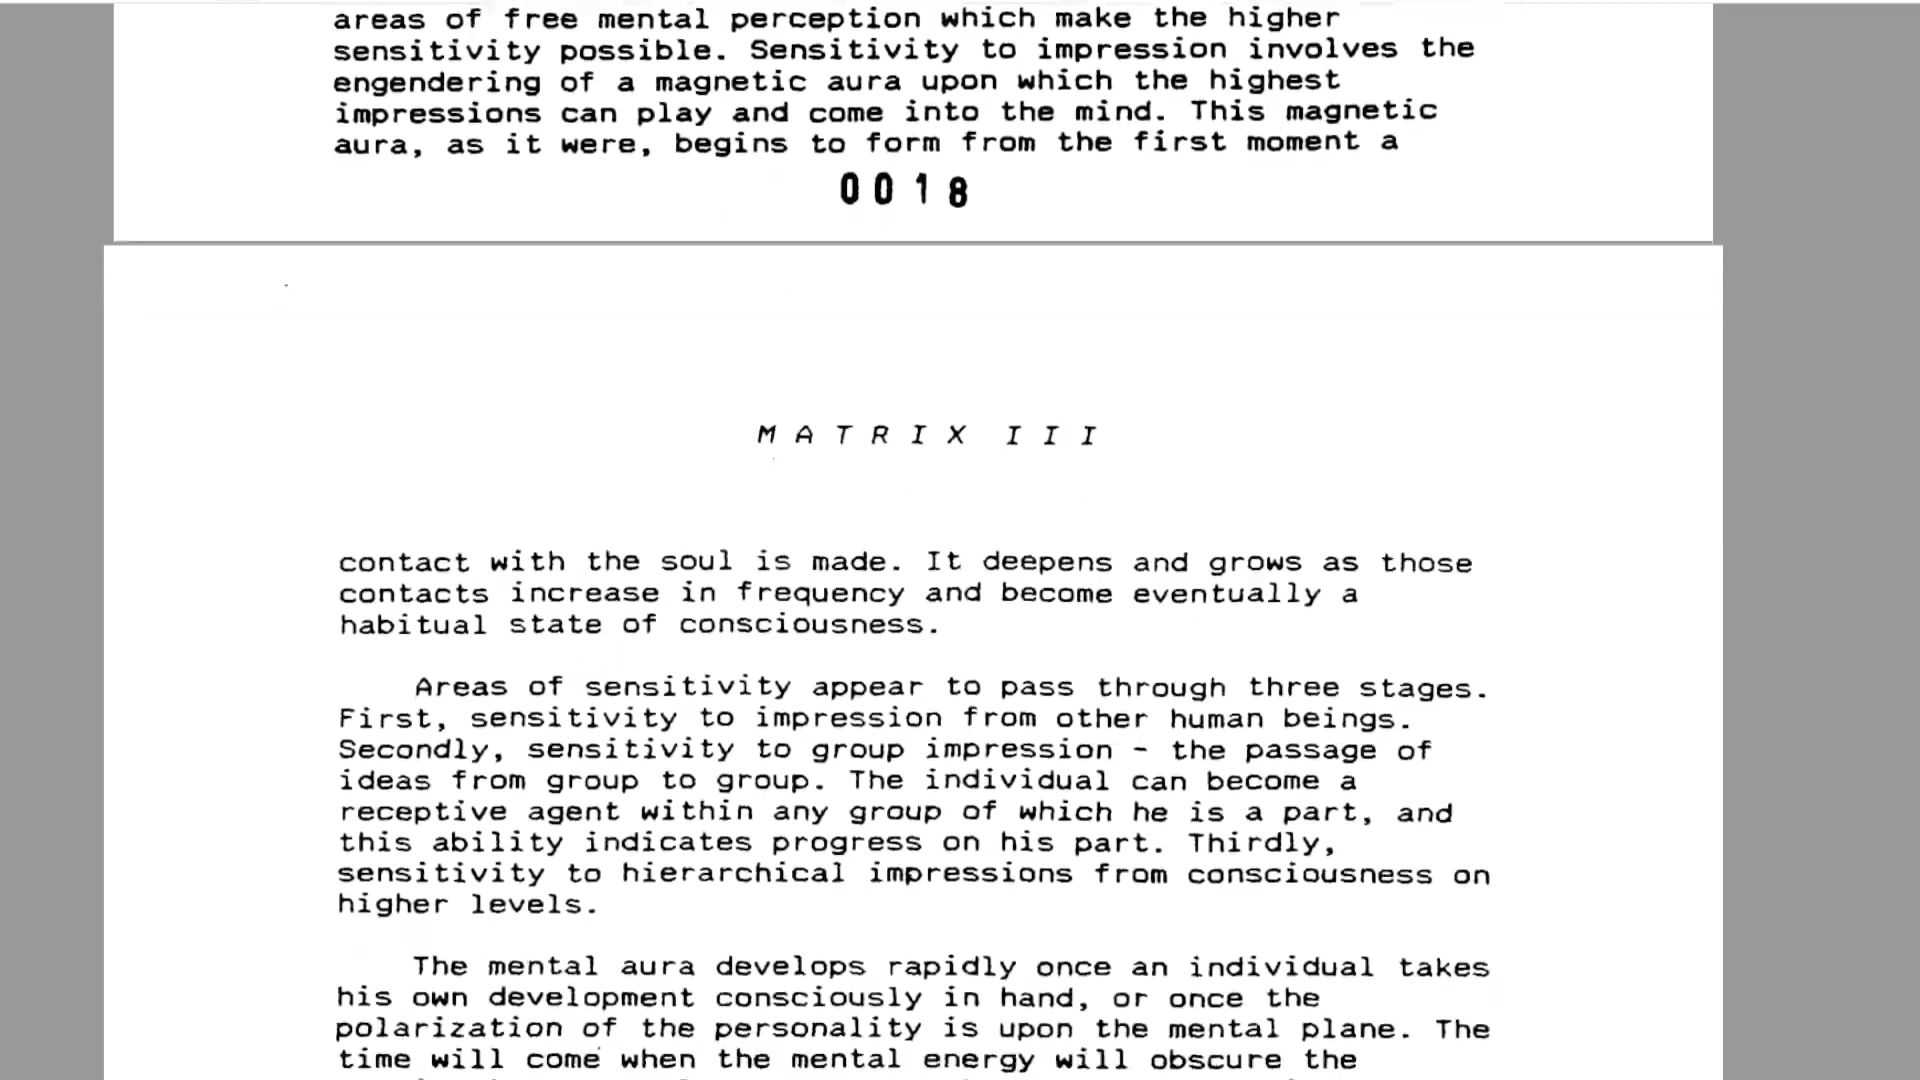 areas of free mental perception which make the higher
sensitivity possible. Sensitivity to impression involves the
engendering of a magnetic aura upon which the highest
impressions can play and come into the mind. This magnetic
aura, as it were, begins to form from the first moment a
0018
MATRIX III
contact with the soul is made. It deepens and grows as those
contacts increase in frequency and become eventually a
habitual state of consciousness.
Areas of sensitivity appear to pass through three stages.
First, sensitivity to impression from other human beings.
Secondly, sensitivity to group impression - the passage of
ideas from group to group. The individual can become a
receptive agent within any group of which he is a part, and
this ability indicates progress on his part. Thirdly,
sensitivity to hierarchical impressions from consciousness on
higher levels.
The mental aura develops rapidly once an individual takes
his own development consciously in hand, or once the
polarization of the personality is upon the mental plane. The
time will come when the mental energy will obscure the